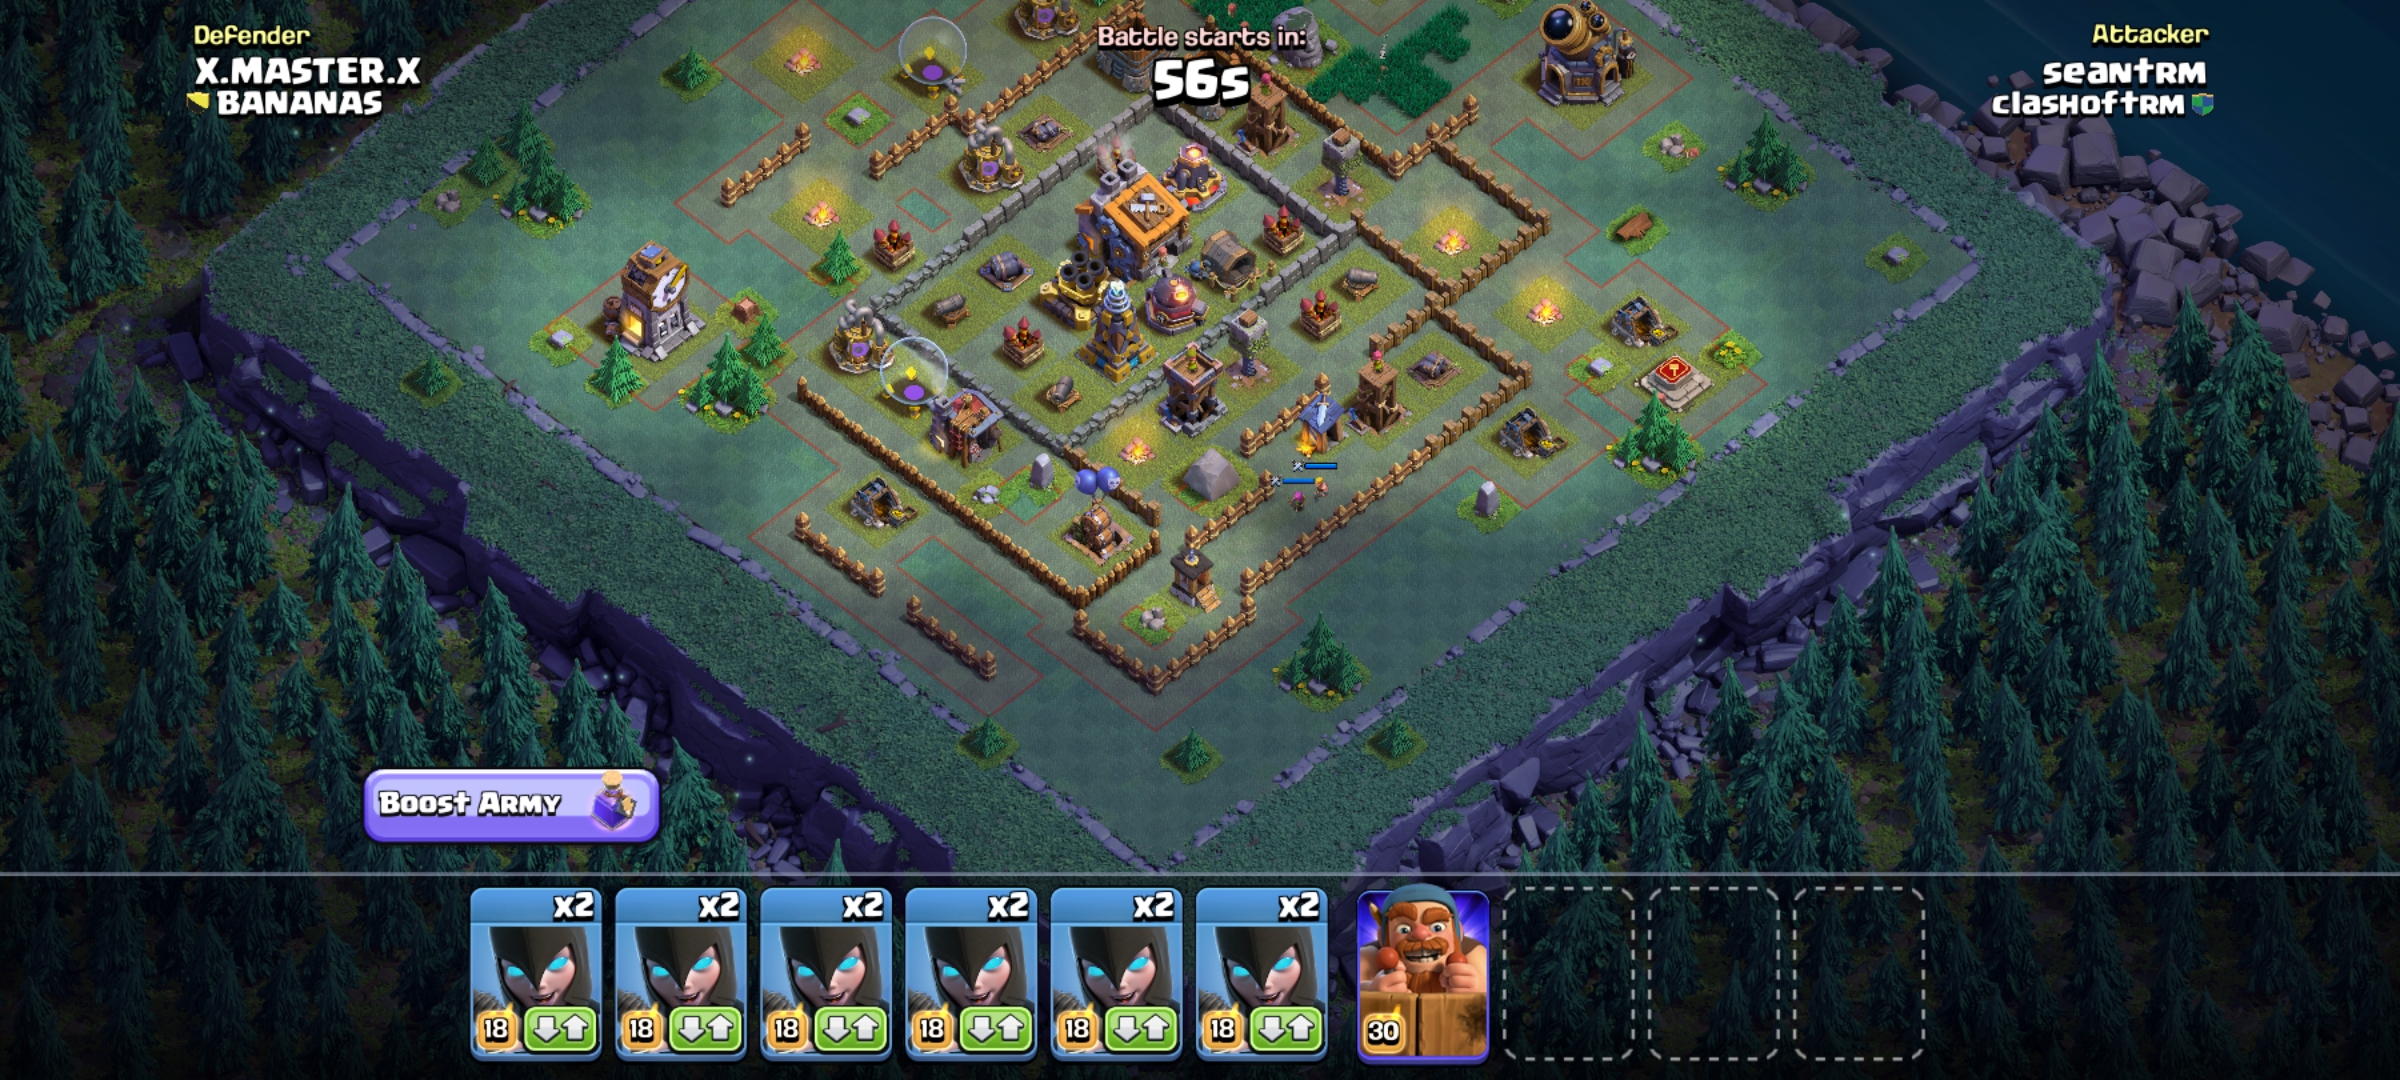 Defender
X.MASTER.X
BANANAS
Battle starts in:
56s
Attacker
seantRM
clashoftRM
Boost Army
x2
x2
x2
x2
x2
x2
18
18
18
18
18
18
30